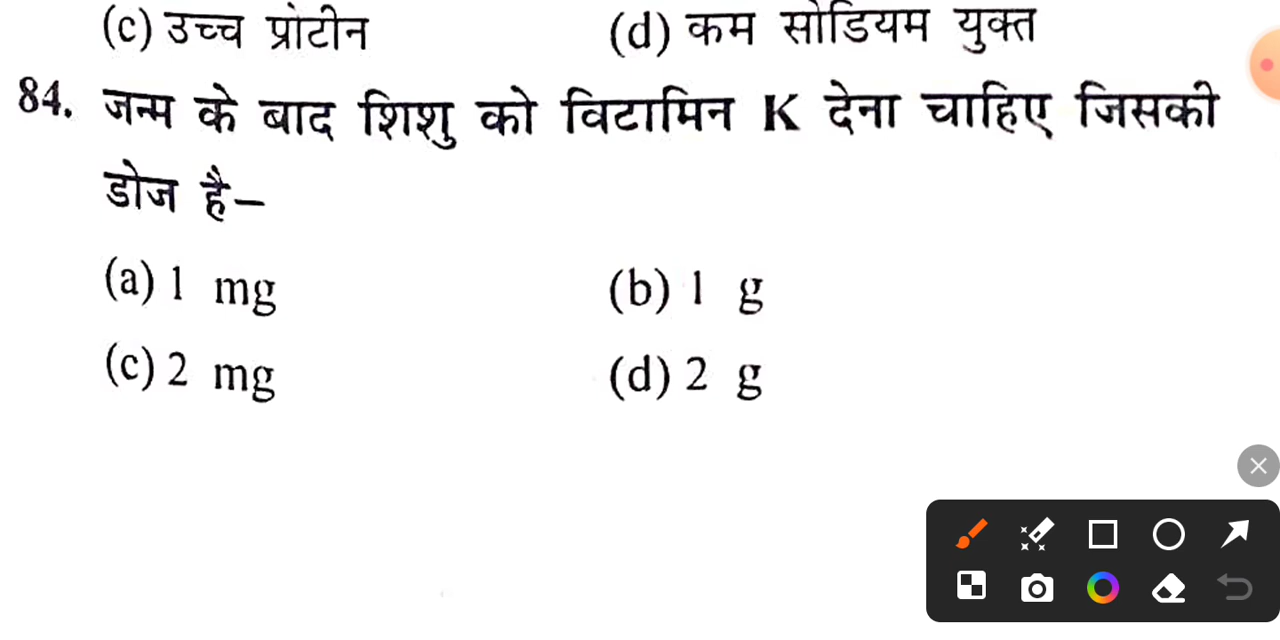 (c) उच्च प्रोटीन (d) कम सोडियम युक्त
84. जन्म के बाद शिशु को विटामिन K देना चाहिए जिसकी
डोज है–
(a) 1 mg (b) 1 g
(c) 2 mg (d) 2 g